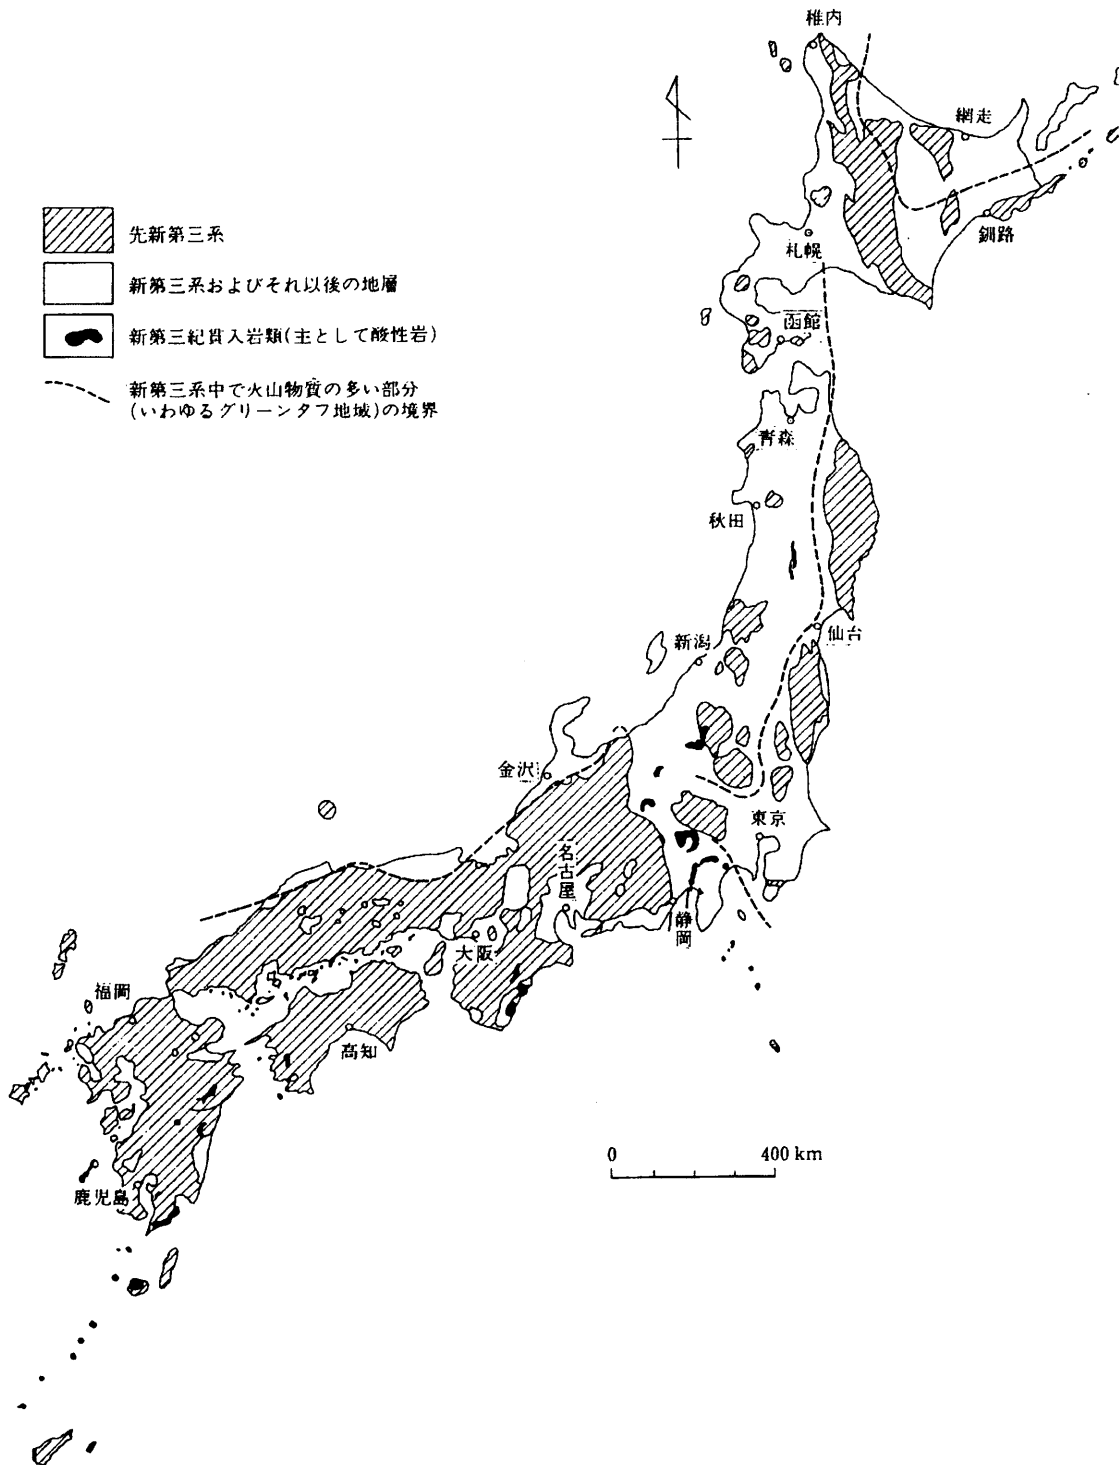 稚内
網走
釧路
札幌
函館
青森
秋田
仙台
新潟
金沢
東京
名古屋
静岡
大阪
福岡
高知
鹿児島
先新第三系
新第三系およびそれ以後の地層
新第三紀貫入岩類(主として酸性岩)
新第三系中で火山物質の多い部分
(いわゆるグリーンタフ地域)の境界
0 400 km